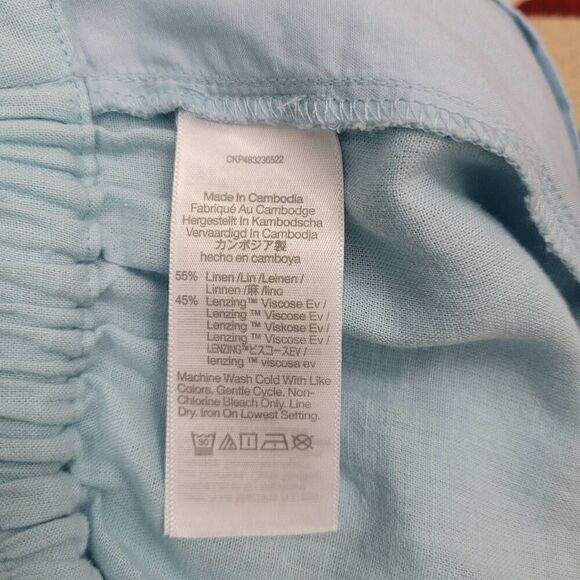 CKP483236522
Made In Cambodia
Fabriqué Au Cambodge
Hergestellt In Kambodscha
Vervaardigd In Cambodja
カンボジア製
hecho en camboya
55% Linen /Lin /Leinen /
Linnen /麻 /lino
45% Lenzing ™ Viscose Ev /
Lenzing ™ Viscose Ev /
Lenzing ™ Viskose Ev /
Lenzing ™ Viscose Ev /
LENZING™ビスコースEV /
lenzing ™ viscosa ev
Machine Wash Cold With Like
Colors. Gentle Cycle. Non-
Chlorine Bleach Only. Line
Dry. Iron On Lowest Setting.
30